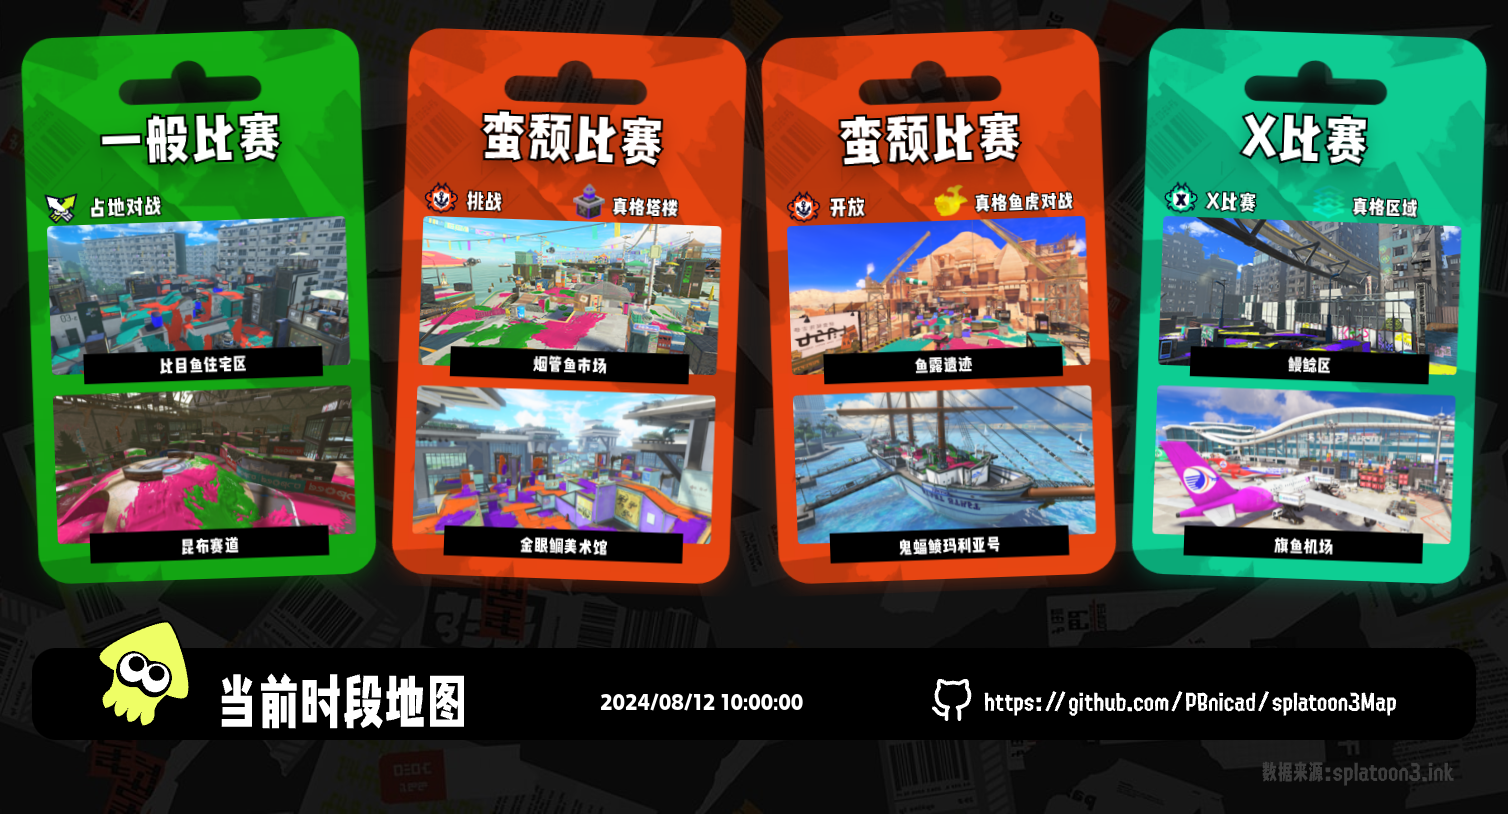 一般比赛
占地对战
比目鱼住宅区
昆布赛道
蛮颓比赛
挑战
真格塔楼
烟管鱼市场
金眼鲷美术馆
蛮颓比赛
开放
真格鱼虎对战
鱼露遗迹
鬼蝠鲼玛利亚号
X比赛
X比赛
真格区域
鳗鲶区
旗鱼机场
当前时段地图
2024/08/12 10:00:00
https://github.com/PBnicad/splatoon3Map
数据来源:splatoon3.ink